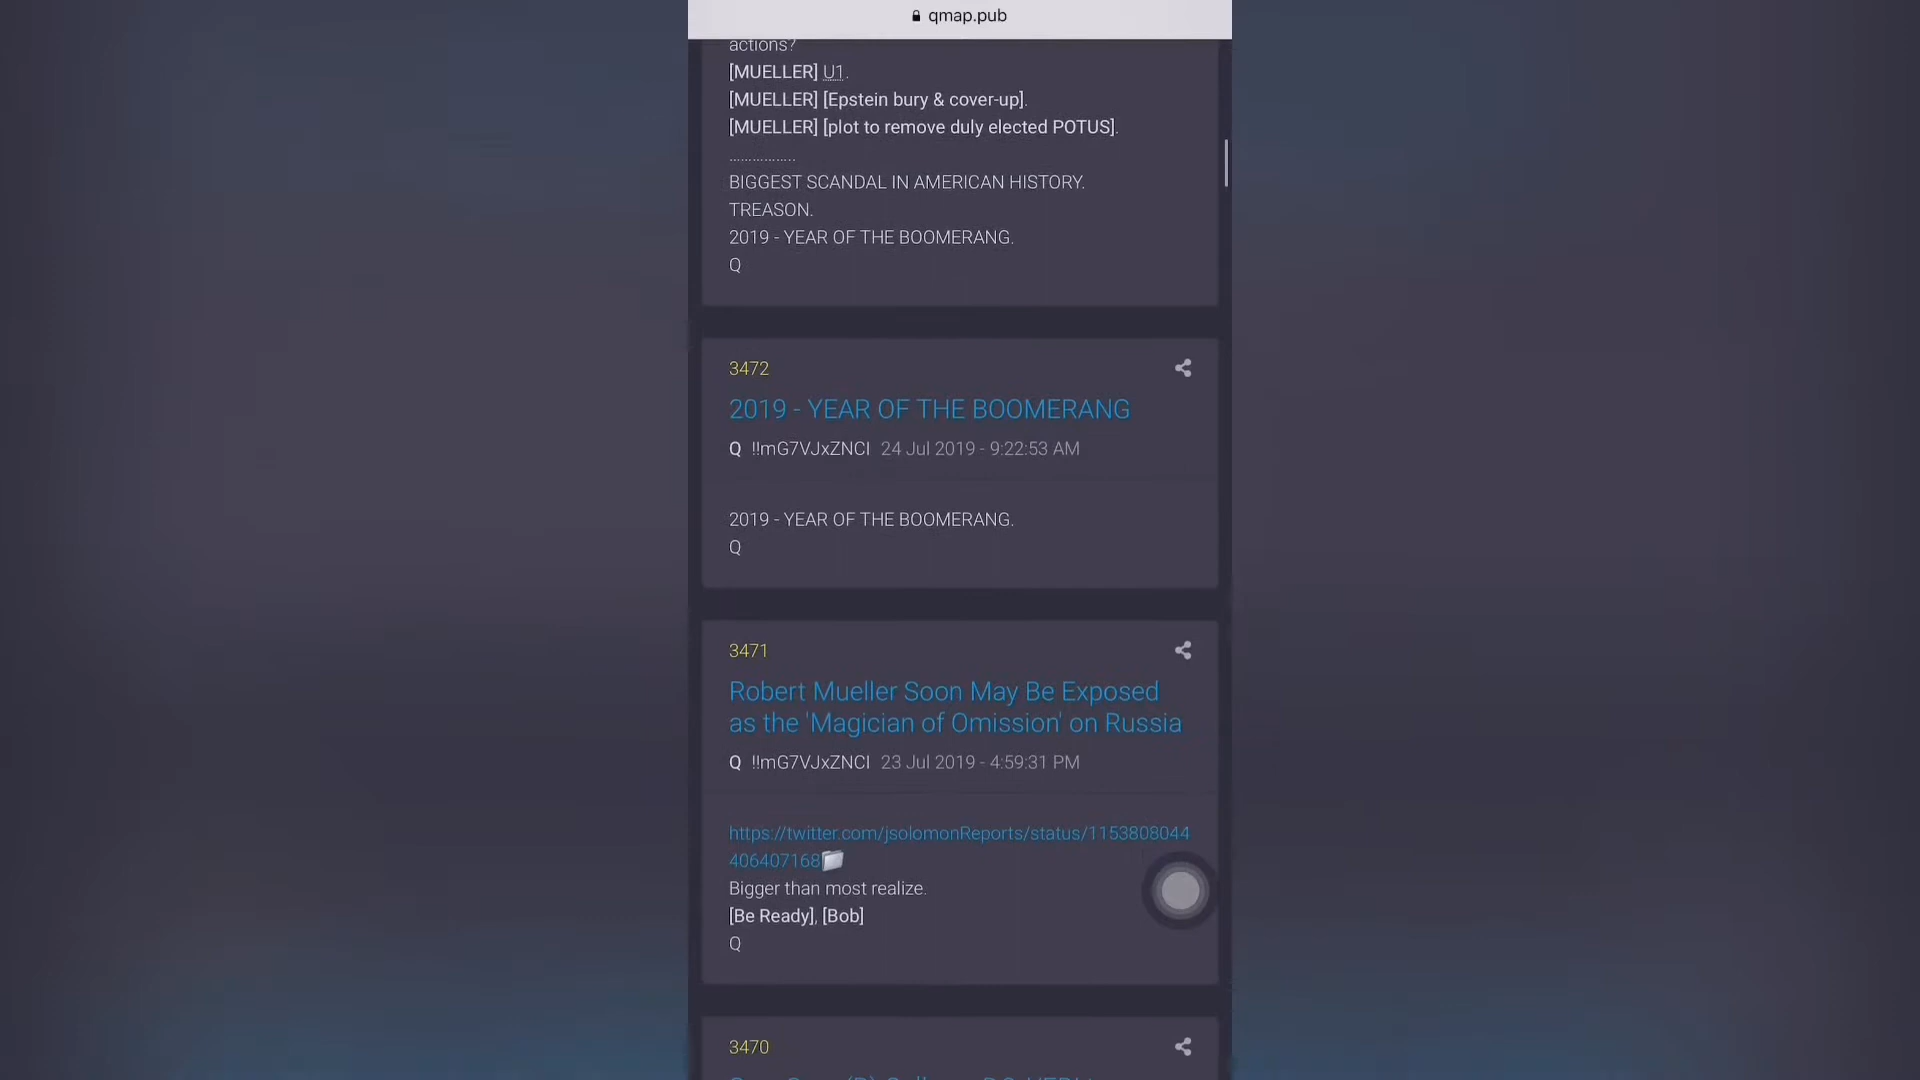 qmap.pub
actions?
[MUELLER] U1.
[MUELLER] [Epstein bury & cover-up].
[MUELLER] [plot to remove duly elected POTUS].
……………..
BIGGEST SCANDAL IN AMERICAN HISTORY.
TREASON.
2019 - YEAR OF THE BOOMERANG.
Q
3472
2019 - YEAR OF THE BOOMERANG
Q !!mG7VJxZNCI 24 Jul 2019 - 9:22:53 AM
2019 - YEAR OF THE BOOMERANG.
Q
3471
Robert Mueller Soon May Be Exposed
as the 'Magician of Omission' on Russia
Q !!mG7VJxZNCI 23 Jul 2019 - 4:59:31 PM
https://twitter.com/jsolomonReports/status/1153808044
406407168
Bigger than most realize.
[Be Ready], [Bob]
Q
3470